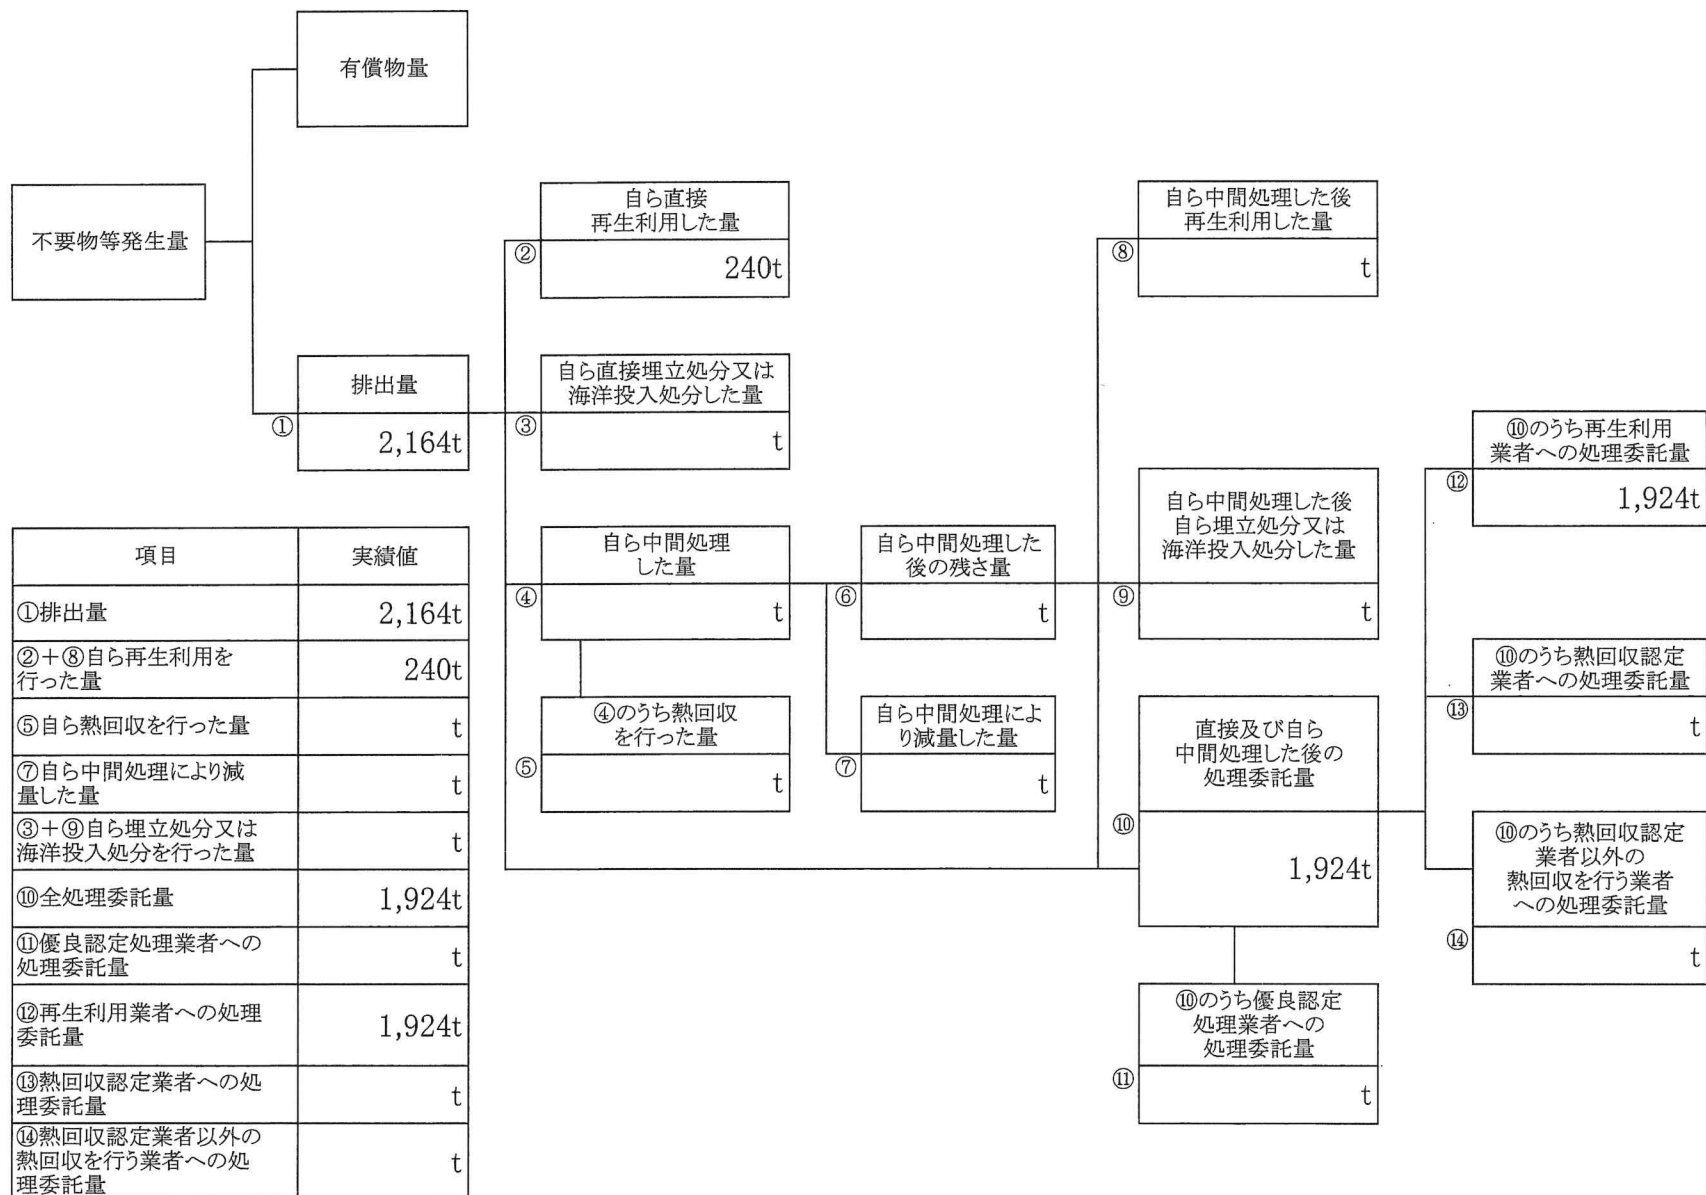 有償物量
不要物等発生量
排出量
①
2,164t
自ら直接
再生利用した量
②
240t
自ら直接埋立処分又は
海洋投入処分した量
③
t
自ら中間処理
した量
④
t
④のうち熱回収
を行った量
⑤
t
自ら中間処理した
後の残さ量
⑥
t
自ら中間処理によ
り減量した量
⑦
t
自ら中間処理した後
再生利用した量
⑧
t
自ら中間処理した後
自ら埋立処分又は
海洋投入処分した量
⑨
t
直接及び自ら
中間処理した後の
処理委託量
⑩
1,924t
⑩のうち優良認定
処理業者への
処理委託量
⑪
t
⑩のうち再生利用
業者への処理委託量
⑫
1,924t
⑩のうち熱回収認定
業者への処理委託量
⑬
t
⑩のうち熱回収認定
業者以外の
熱回収を行う業者
への処理委託量
⑭
t
項目 実績値
①排出量 2,164t
②+⑧自ら再生利用を
行った量 240t
⑤自ら熱回収を行った量 t
⑦自ら中間処理により減
量した量 t
③+⑨自ら埋立処分又は
海洋投入処分を行った量 t
⑩全処理委託量 1,924t
⑪優良認定処理業者への
処理委託量 t
⑫再生利用業者への処理
委託量 1,924t
⑬熱回収認定業者への処
理委託量 t
⑭熱回収認定業者以外の
熱回収を行う業者への処
理委託量 t